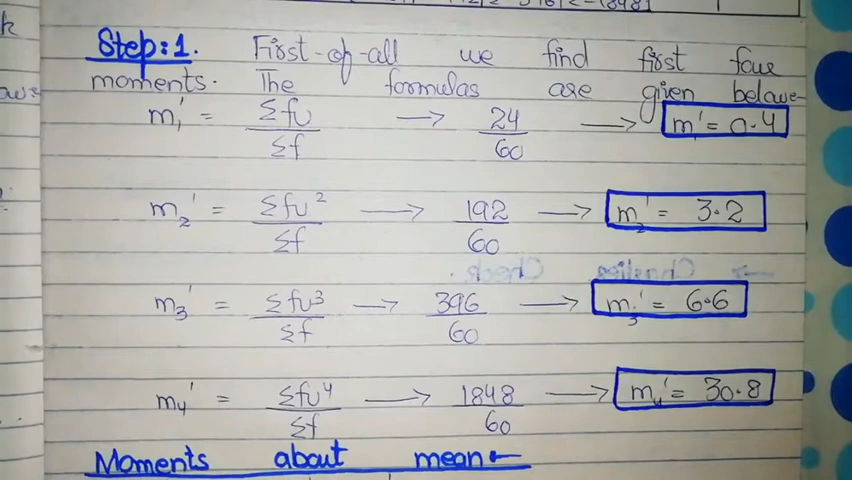 Step:1. First-of-all we find first four
moments. The formulas are given belowe-
m₁' = Σfu/Σf → 24/60 → m₁' = 0.4
m₂' = Σfu²/Σf → 192/60 → m₂' = 3.2
m₃' = Σfu³/Σf → 396/60 → m₃' = 6.6
m₄' = Σfu⁴/Σf → 1848/60 → m₄' = 30.8
Moments about mean